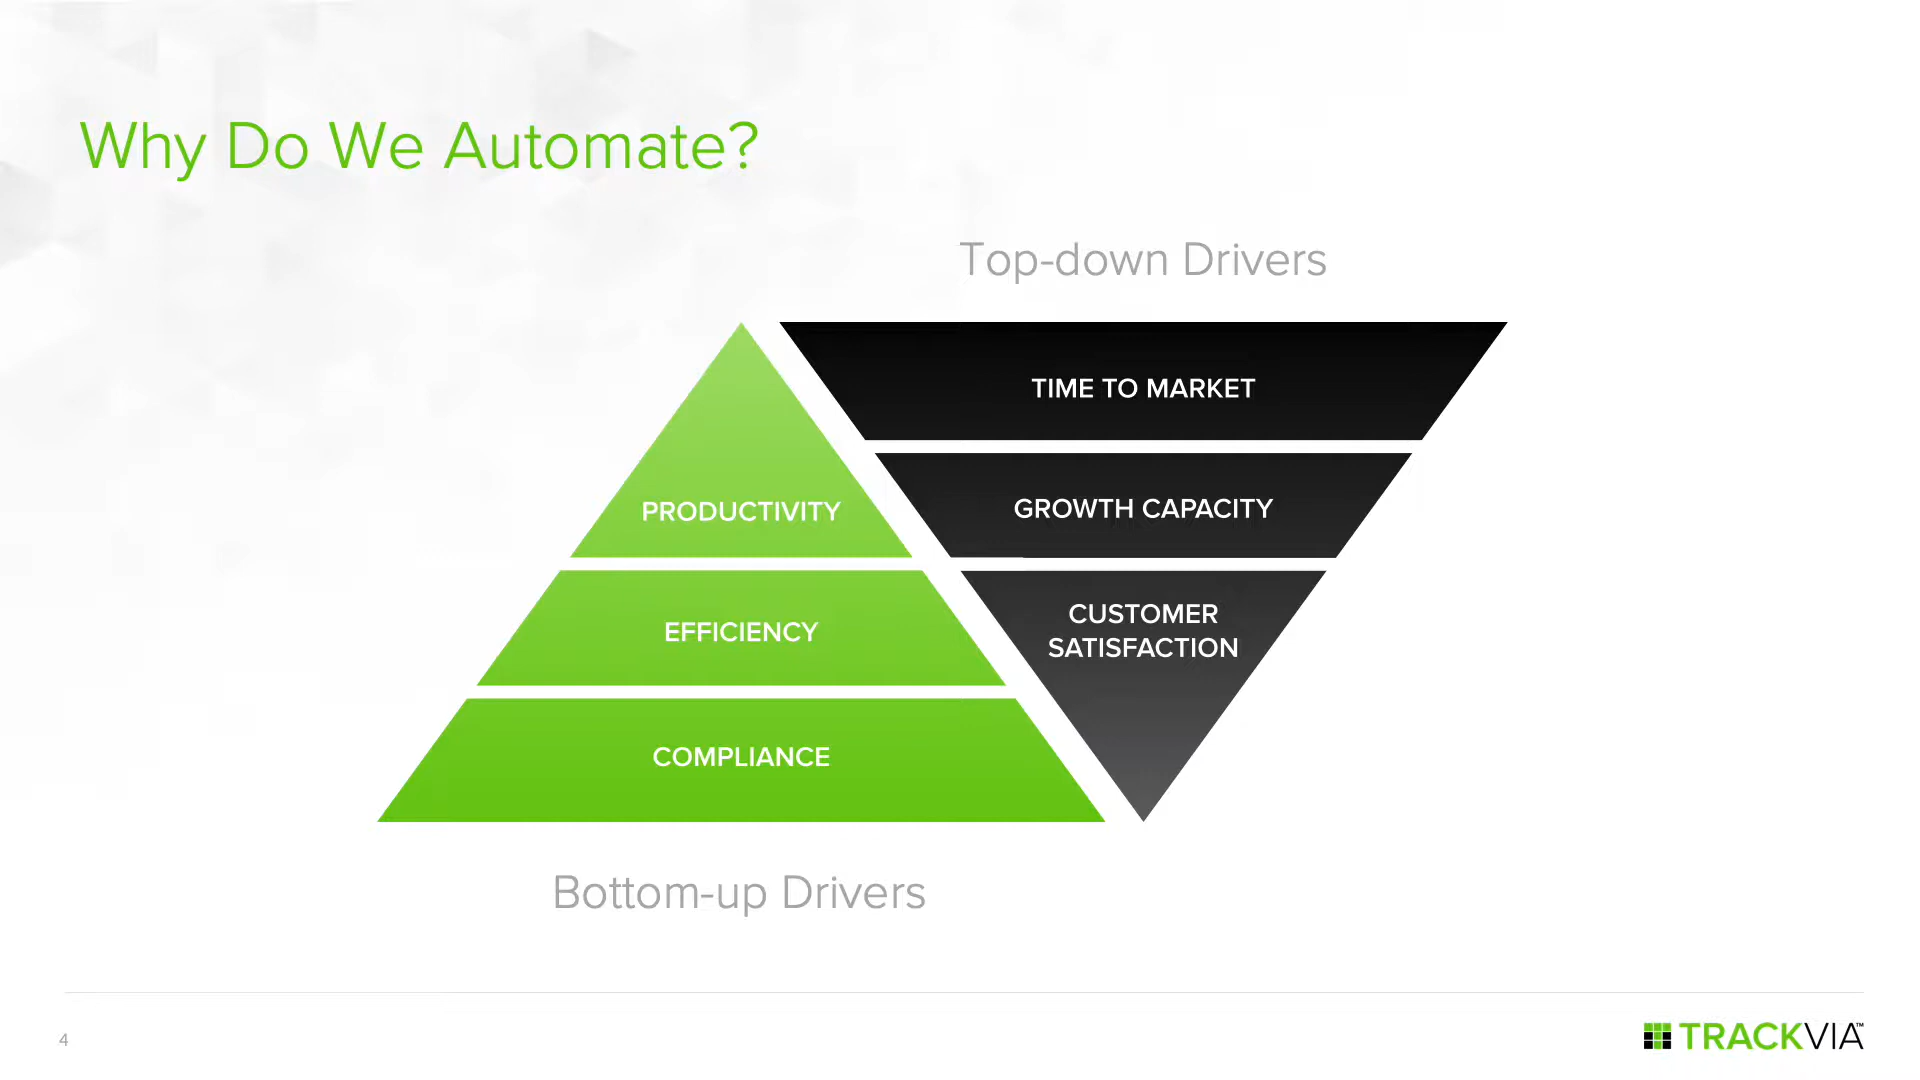 Why Do We Automate?
Top-down Drivers
TIME TO MARKET
GROWTH CAPACITY
CUSTOMER
SATISFACTION
PRODUCTIVITY
EFFICIENCY
COMPLIANCE
Bottom-up Drivers
4
TRACKVIA™